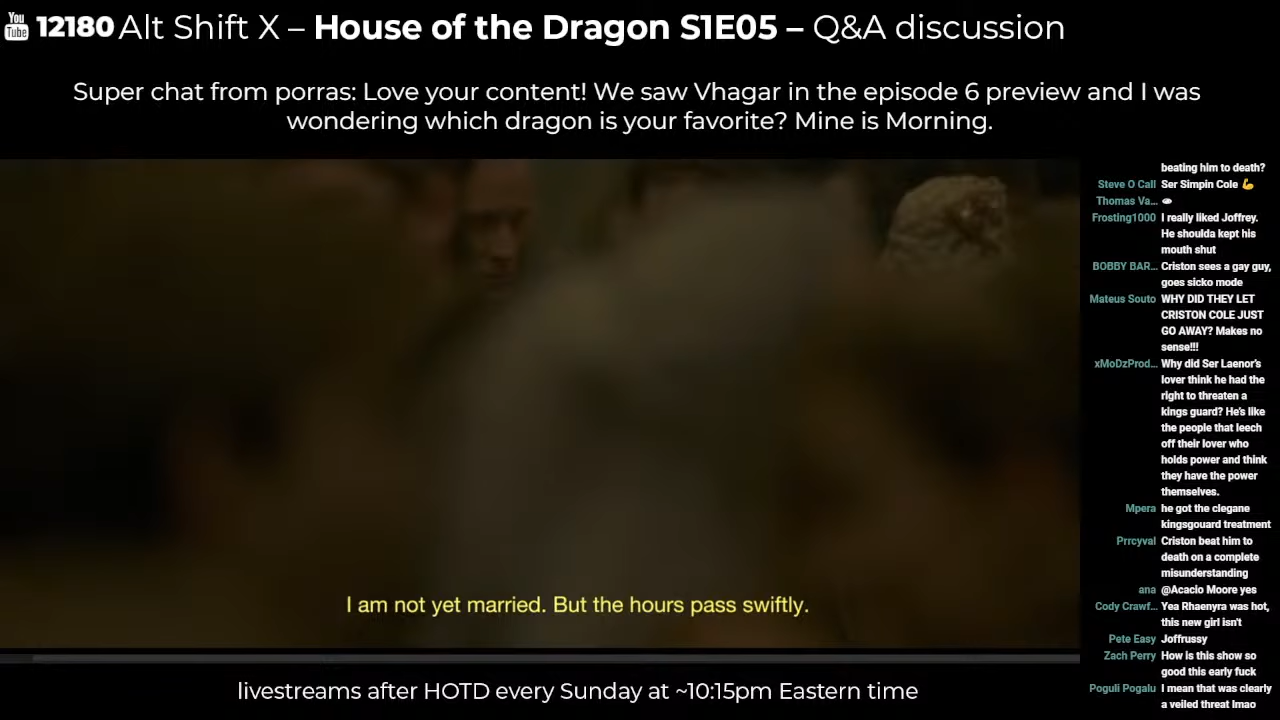 You Tube 12180 Alt Shift X – House of the Dragon S1E05 – Q&A discussion
Super chat from porras: Love your content! We saw Vhagar in the episode 6 preview and I was
wondering which dragon is your favorite? Mine is Morning.
beating him to death?
Steve O Call Ser Simpin Cole 💪
Thomas Va...
Frosting1000 I really liked Joffrey.
He shoulda kept his
mouth shut
BOBBY BAR... Criston sees a gay guy,
goes sicko mode
Mateus Souto WHY DID THEY LET
CRISTON COLE JUST
GO AWAY? Makes no
sense!!!
xMoDzProd... Why did Ser Laenor's
lover think he had the
right to threaten a
kings guard? He's like
the people that leech
off their lover who
holds power and think
they have the power
themselves.
Mpera he got the clegane
kingsgouard treatment
Prrcyval Criston beat him to
death on a complete
misunderstanding
ana @Acacio Moore yes
Cody Crawf... Yea Rhaenyra was hot,
this new girl isn't
Pete Easy Joffrussy
Zach Perry How is this show so
good this early fuck
Poguli Pogalu I mean that was clearly
a veiled threat lmao
I am not yet married. But the hours pass swiftly.
livestreams after HOTD every Sunday at ~10:15pm Eastern time